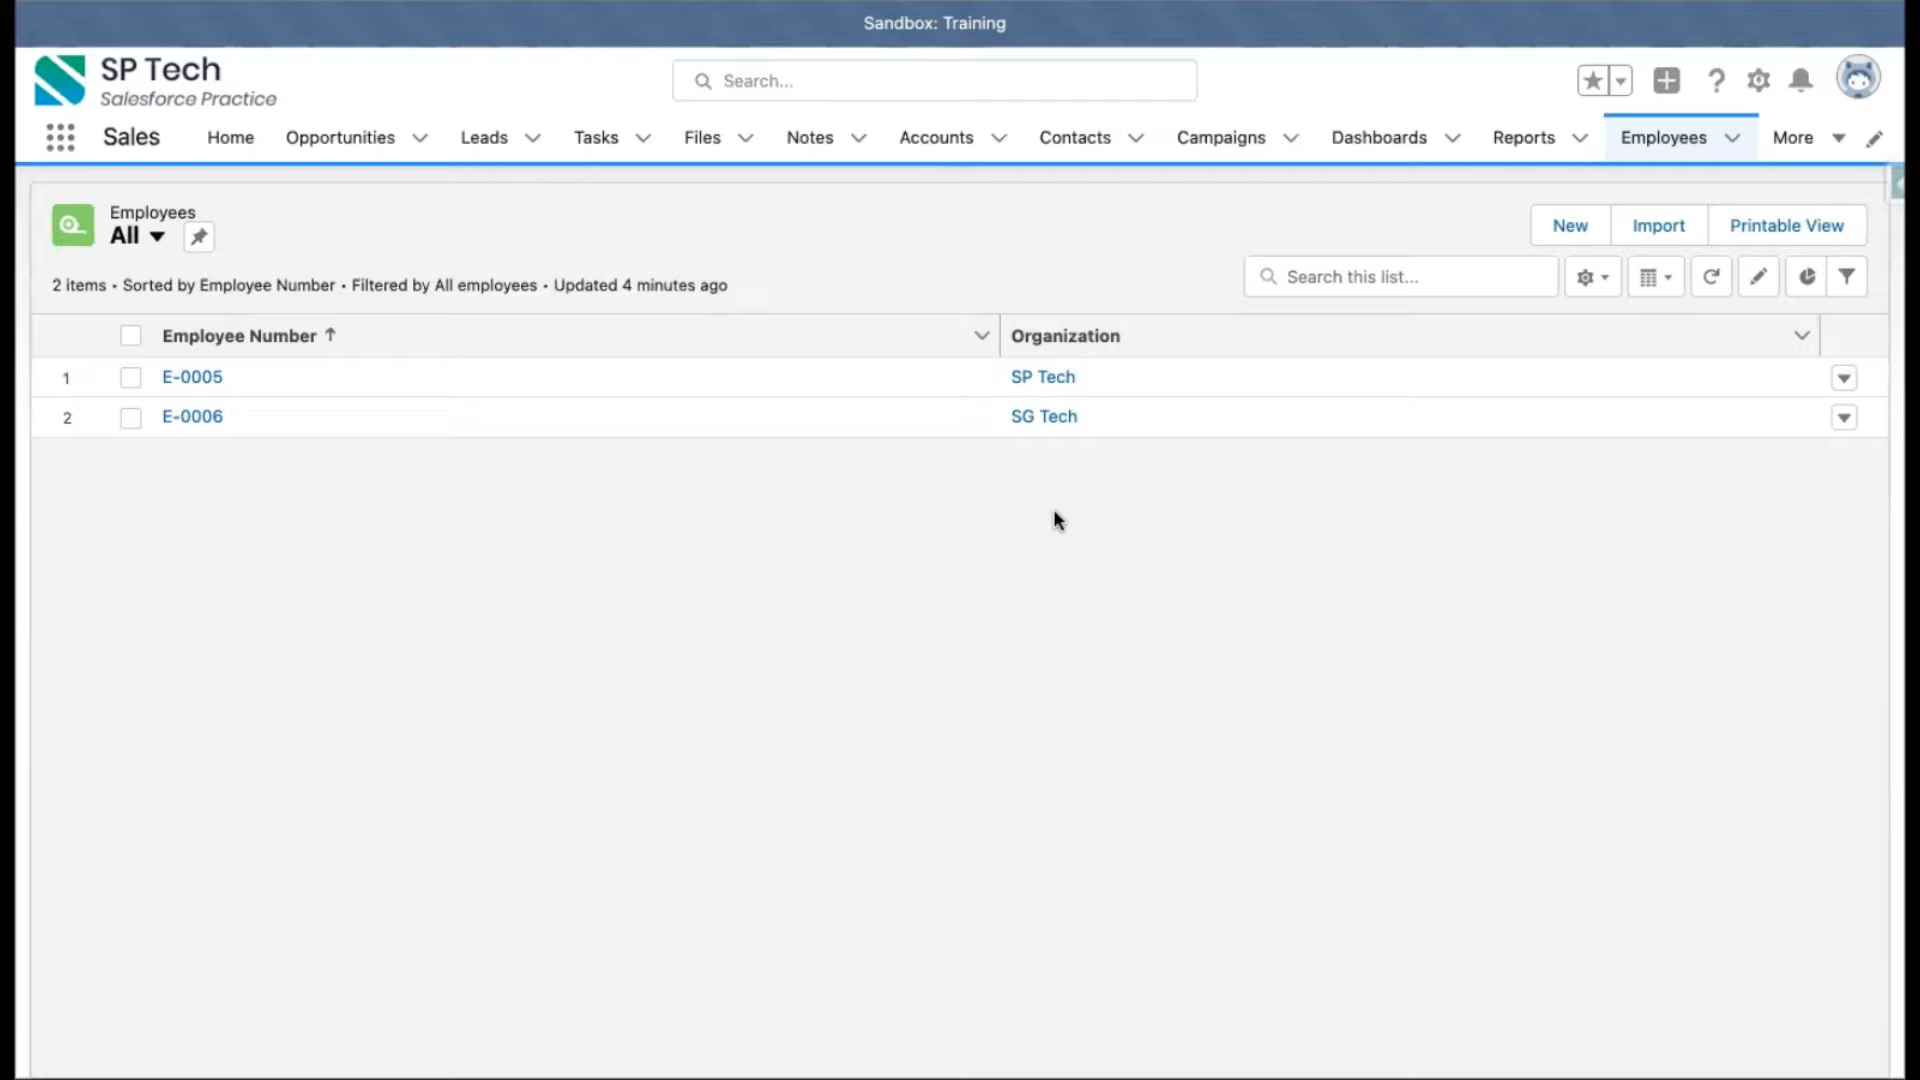 Sandbox: Training
SP Tech
Salesforce Practice
Search...
Sales Home Opportunities Leads Tasks Files Notes Accounts Contacts Campaigns Dashboards Reports Employees More
Employees
All
New Import Printable View
2 items • Sorted by Employee Number • Filtered by All employees • Updated 4 minutes ago
Search this list...
Employee Number ↑ Organization
1 E-0005 SP Tech
2 E-0006 SG Tech